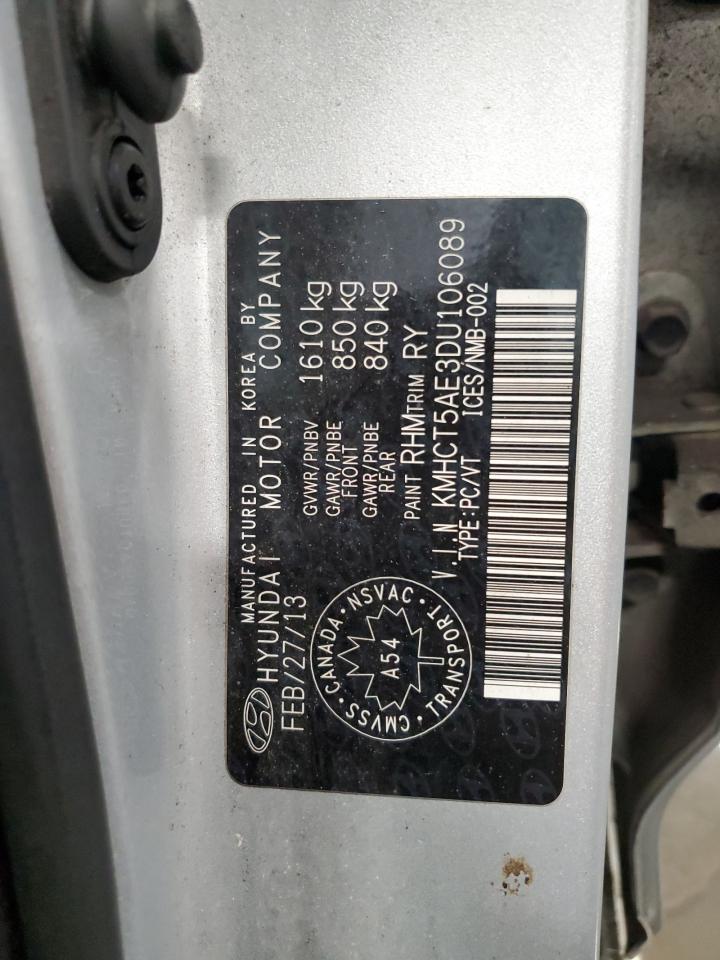 MANUFACTURED IN KOREA BY
HYUNDAI MOTOR COMPANY
FEB/27/13
GVWR/PNBV 1610 kg
GAWR/PNBE FRONT 850 kg
GAWR/PNBE REAR 840 kg
PAINT RHM TRIM RY
V.I.N KMHCT5AE3DU106089
TYPE:PC/VT ICES/NMB-002
CMVSS · CANADA · NSVAC · TRANSPORT ·
A54